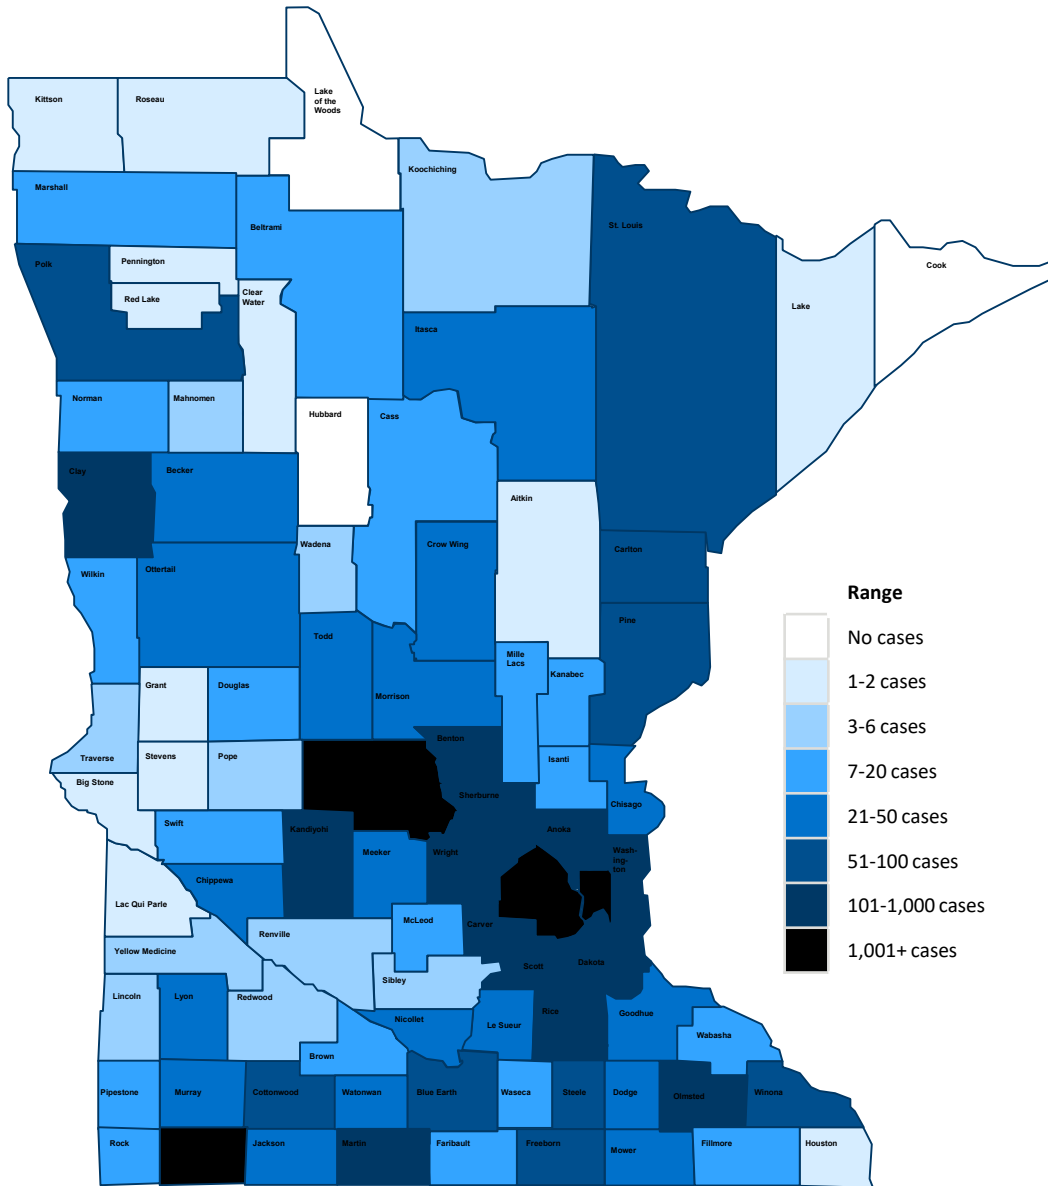 Lake
of the
Woods
Kittson
Roseau
Koochiching
Marshall
St. Louis
Beltrami
Polk
Pennington
Cook
Clear
Water
Red Lake
Lake
Itasca
Norman
Mahnomen
Hubbard
Cass
Clay
Becker
Aitkin
Wadena
Crow Wing
Carlton
Ottertail
Wilkin
Range
Pine
Todd
No cases
Mille
Lacs
Kanabec
1-2 cases
Grant
Douglas
Morrison
3-6 cases
Benton
Traverse
Stevens
Pope
Isanti
7-20 cases
Big Stone
Sherburne
Chisago
21-50 cases
Swift
Kandiyohi
Anoka
Meeker
Wright
Wash-
ing-
ton
51-100 cases
Chippewa
Lac Qui Parle
101-1,000 cases
McLeod
Carver
Renville
Yellow Medicine
1,001+ cases
Scott
Dakota
Sibley
Lincoln
Lyon
Redwood
Rice
Goodhue
Nicollet
Le Sueur
Wabasha
Brown
Pipestone
Murray
Cottonwood
Watonwan
Blue Earth
Waseca
Steele
Dodge
Olmsted
Winona
Rock
Jackson
Martin
Faribault
Freeborn
Mower
Fillmore
Houston